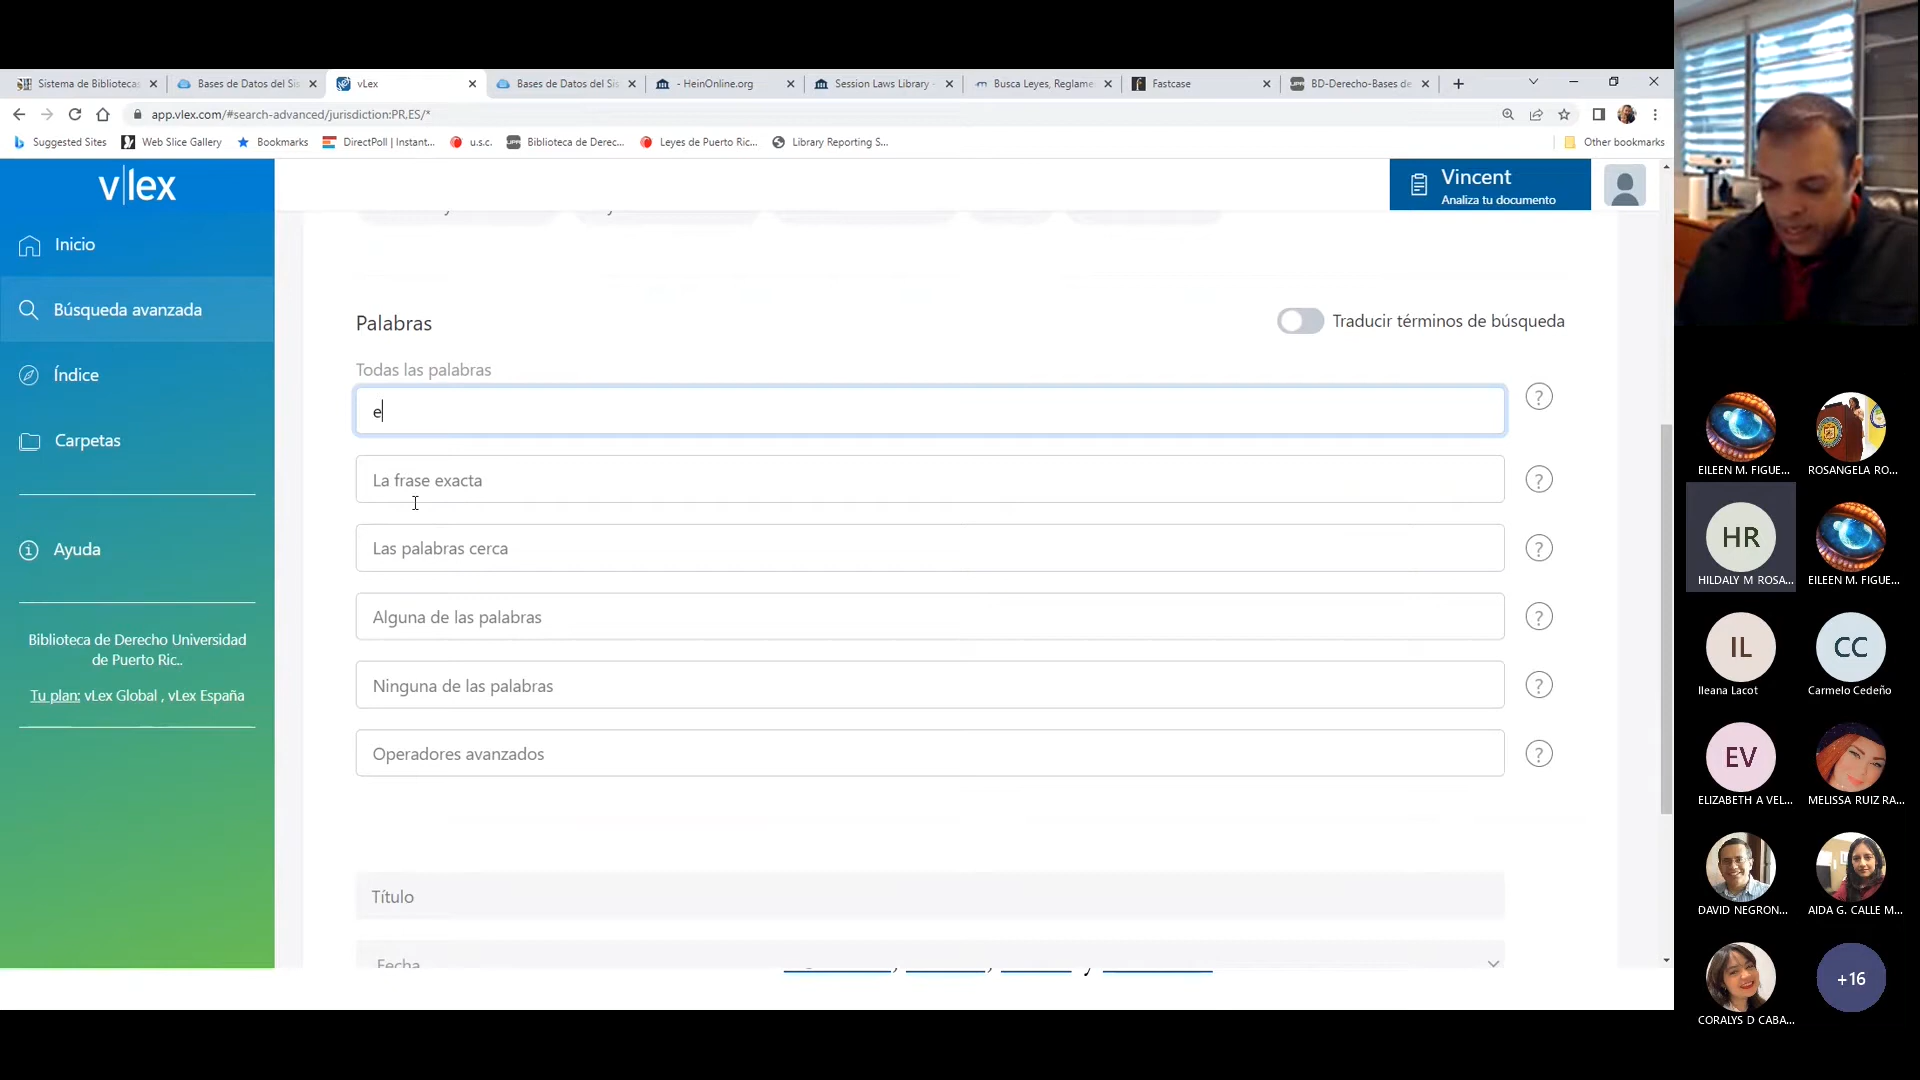 Sistema de Bibliotecas
Bases de Datos del Sis
vLex
Bases de Datos del Sis
- HeinOnline.org
Session Laws Library -
Busca Leyes, Reglame
Fastcase
BD-Derecho-Bases de
app.vlex.com/#search-advanced/jurisdiction:PR,ES/*
Suggested Sites
Web Slice Gallery
Bookmarks
DirectPoll | Instant...
u.s.c.
Biblioteca de Derec...
Leyes de Puerto Ric...
Library Reporting S...
Other bookmarks
v|lex
Vincent
Analiza tu documento
Inicio
Búsqueda avanzada
Índice
Carpetas
Ayuda
Biblioteca de Derecho Universidad
de Puerto Ric..
Tu plan: vLex Global , vLex España
Palabras
Traducir términos de búsqueda
Todas las palabras
e
?
La frase exacta
?
Las palabras cerca
?
Alguna de las palabras
?
Ninguna de las palabras
?
Operadores avanzados
?
Título
Fecha
EILEEN M. FIGUE...
ROSANGELA RO...
HR
HILDALY M ROSA...
EILEEN M. FIGUE...
IL
Ileana Lacot
CC
Carmelo Cedeño
EV
ELIZABETH A VEL...
MELISSA RUIZ RA...
DAVID NEGRON...
AIDA G. CALLE M...
CORALYS D CABA...
+16